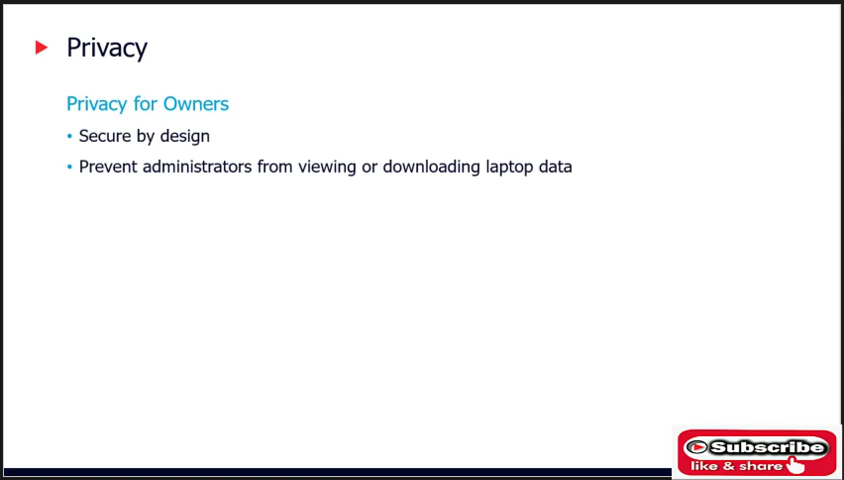 Privacy
Privacy for Owners
• Secure by design
• Prevent administrators from viewing or downloading laptop data
Subscribe
like & share